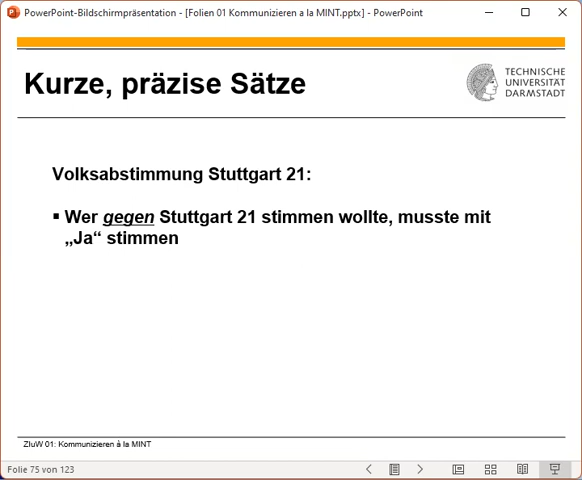 PowerPoint-Bildschirmpräsentation - [Folien 01 Kommunizieren a la MINT.pptx] - PowerPoint
Kurze, präzise Sätze
TECHNISCHE
UNIVERSITÄT
DARMSTADT
Volksabstimmung Stuttgart 21:
▪ Wer gegen Stuttgart 21 stimmen wollte, musste mit
„Ja“ stimmen
ZIuW 01: Kommunizieren à la MINT
Folie 75 von 123